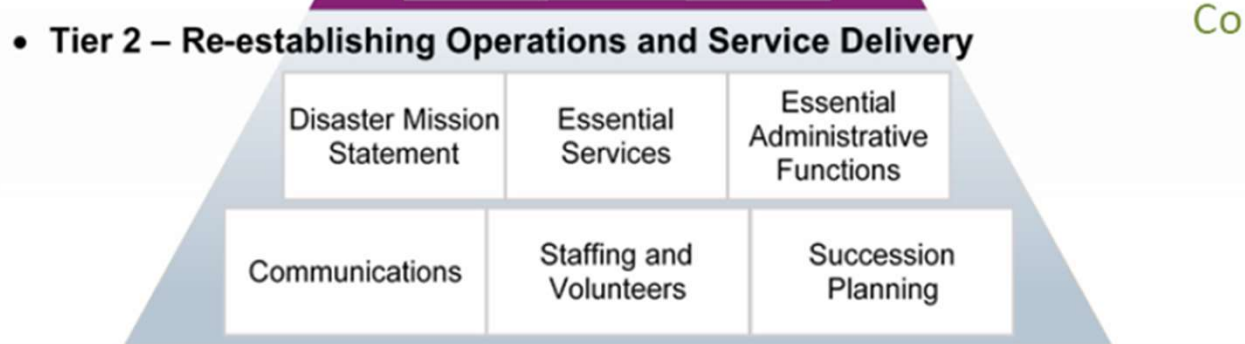 • Tier 2 – Re-establishing Operations and Service Delivery
Co
Disaster Mission
Statement
Essential
Services
Essential
Administrative
Functions
Communications
Staffing and
Volunteers
Succession
Planning